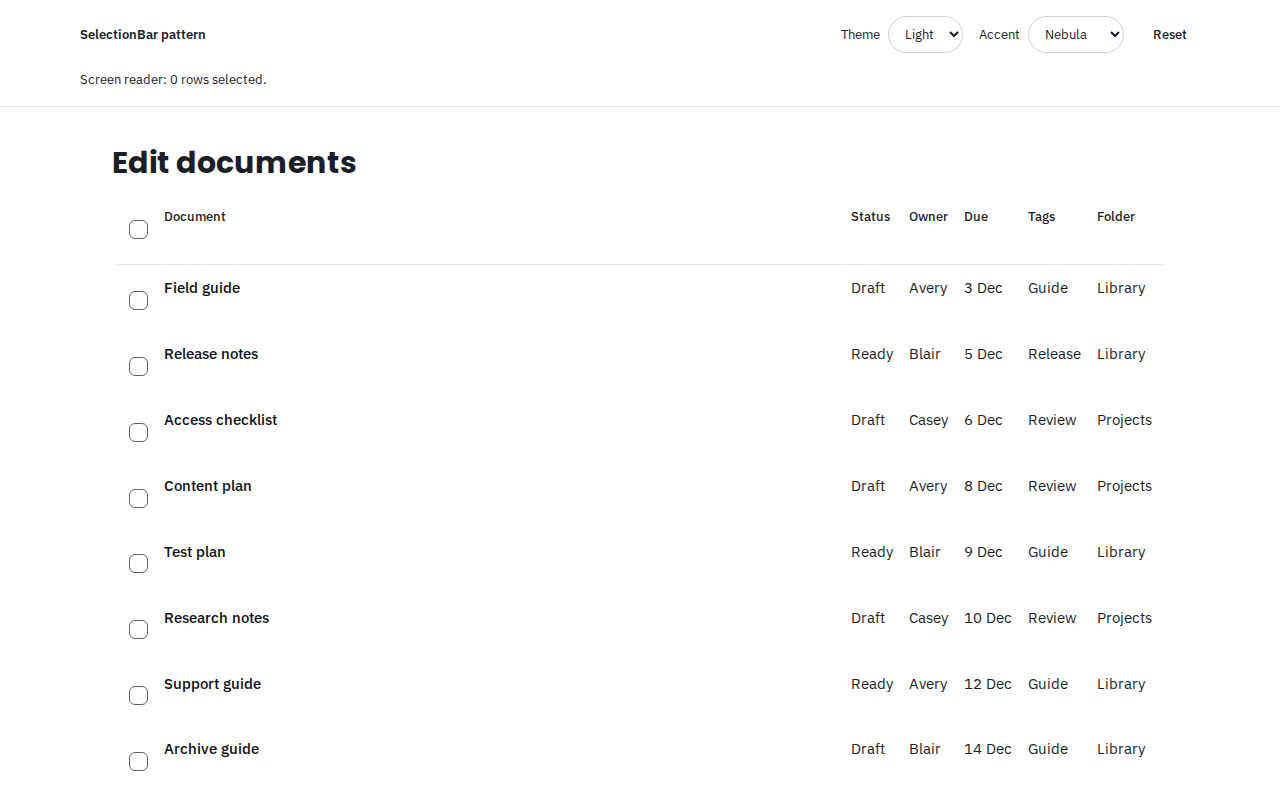 SelectionBar pattern Theme Light Accent Nebula Reset
Screen reader: 0 rows selected.
Edit documents
Document Status Owner Due Tags Folder
Field guide Draft Avery 3 Dec Guide Library
Release notes Ready Blair 5 Dec Release Library
Access checklist Draft Casey 6 Dec Review Projects
Content plan Draft Avery 8 Dec Review Projects
Test plan Ready Blair 9 Dec Guide Library
Research notes Draft Casey 10 Dec Review Projects
Support guide Ready Avery 12 Dec Guide Library
Archive guide Draft Blair 14 Dec Guide Library